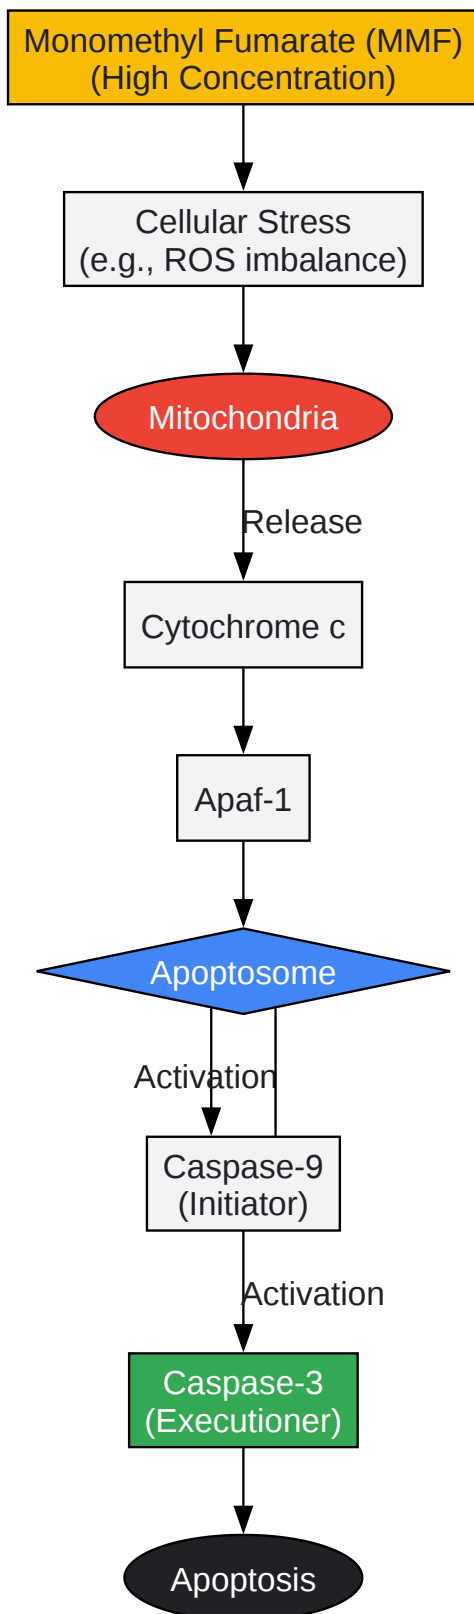 Monomethyl Fumarate (MMF)
(High Concentration)
Cellular Stress
(e.g., ROS imbalance)
Mitochondria
Release
Cytochrome c
Apaf-1
Apoptosome
Activation
Caspase-9
(Initiator)
Activation
Caspase-3
(Executioner)
Apoptosis